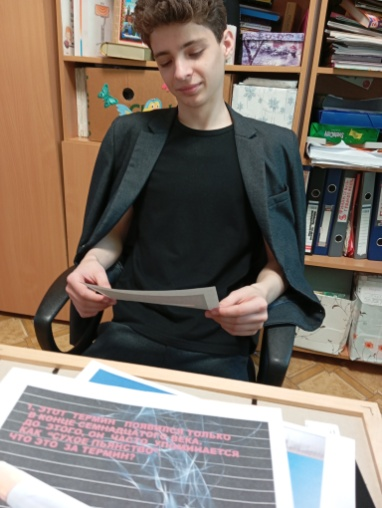 1. ЭТОТ ТЕРМИН ПОЯВИЛСЯ ТОЛЬКО
В КОНЦЕ СЕМНАДЦАТОГО ВЕКА.
ДО ЭТОГО, ОН ЧАСТО УПОМИНАЕТСЯ
КАК "СУХОЕ ПЬЯНСТВО"
ЧТО ЭТО ЗА ТЕРМИН?